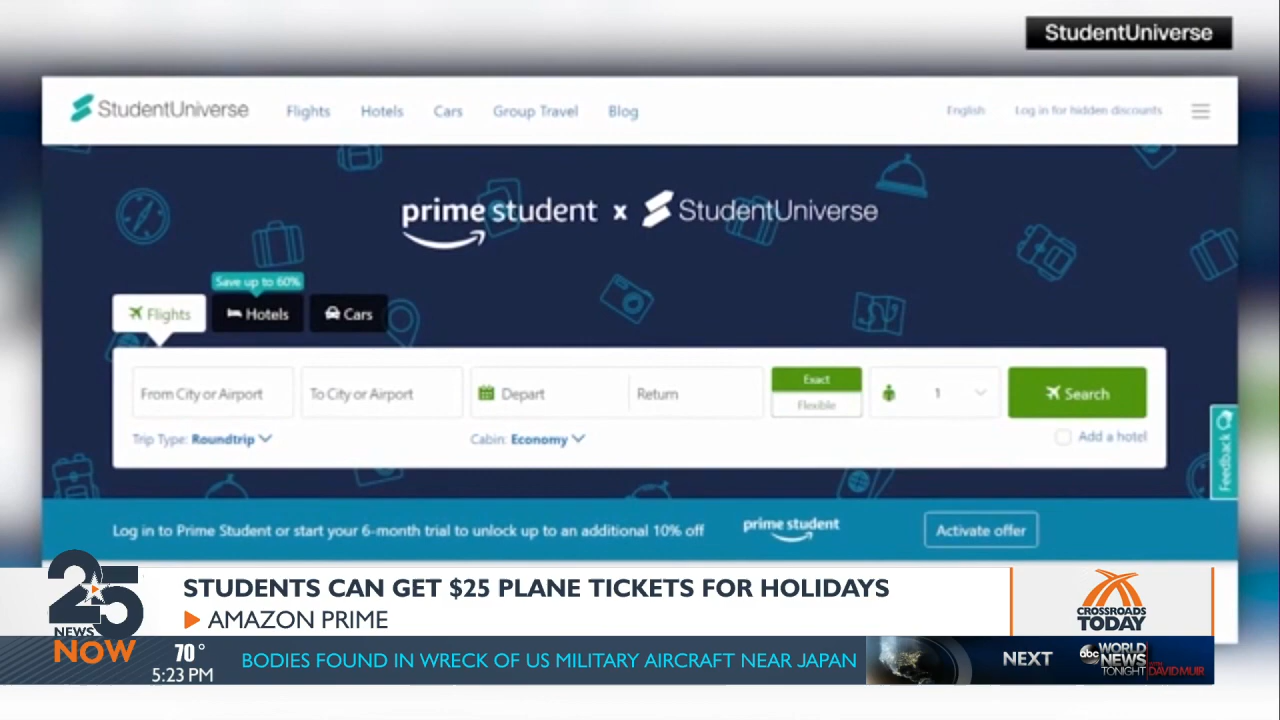 StudentUniverse
StudentUniverse Flights Hotels Cars Group Travel Blog English Log in for hidden discounts
prime student x StudentUniverse
Save up to 60%
Flights Hotels Cars
From City or Airport To City or Airport Depart Return Exact 1 Search
Flexible
Trip Type: Roundtrip Cabin: Economy Add a hotel
Feedback
Log in to Prime Student or start your 6-month trial to unlock up to an additional 10% off prime student Activate offer
25
NEWS
NOW
STUDENTS CAN GET $25 PLANE TICKETS FOR HOLIDAYS
AMAZON PRIME
CROSSROADS
TODAY
70°
5:23 PM
BODIES FOUND IN WRECK OF US MILITARY AIRCRAFT NEAR JAPAN
NEXT
abc WORLD
NEWS
TONIGHT WITH DAVID MUIR